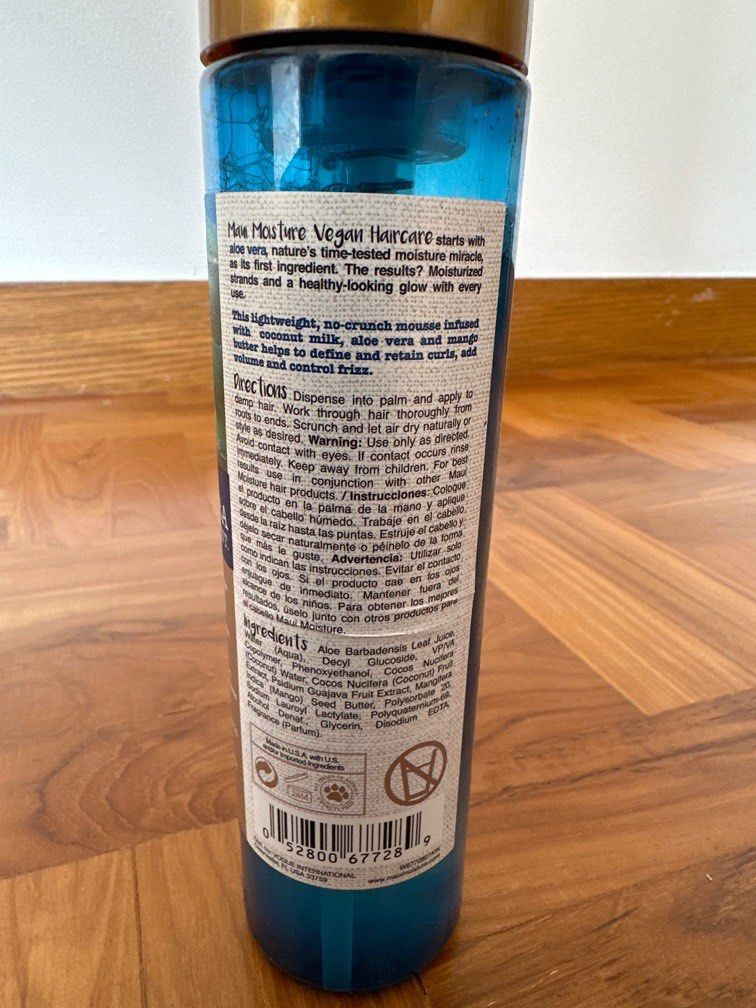 Maui Moisture Vegan Haircare starts with
aloe vera, nature's time-tested moisture miracle,
as its first ingredient. The results? Moisturized
strands and a healthy-looking glow with every
use.
This lightweight, no-crunch mousse infused
with coconut milk, aloe vera and mango
butter helps to define and retain curls, add
volume and control frizz.
Directions Dispense into palm and apply to
damp hair. Work through hair thoroughly from
roots to ends. Scrunch and let air dry naturally or
style as desired. Warning: Use only as directed.
Avoid contact with eyes. If contact occurs rinse
immediately. Keep away from children. For best
results use in conjunction with other Maui
Moisture hair products. / Instrucciones: Coloque
el producto en la palma de la mano y aplique
sobre el cabello húmedo. Trabaje en el cabello
desde la raíz hasta las puntas. Estruje el cabello y
déjelo secar naturalmente o péinelo de la forma
que más le guste. Advertencia: Utilizar solo
como indican las instrucciones. Evitar el contacto
con los ojos. Si el producto cae en los ojos
enjuague de inmediato. Mantener fuera del
alcance de los niños. Para obtener los mejores
resultados, úselo junto con otros productos para
el cabello Maui Moisture.
Ingredients Aloe Barbadensis Leaf Juice,
Water (Aqua), Decyl Glucoside, VP/VA
Copolymer, Phenoxyethanol, Cocos Nucifera
(Coconut) Water, Cocos Nucifera (Coconut) Fruit
Extract, Psidium Guajava Fruit Extract, Mangifera
Indica (Mango) Seed Butter, Polysorbate 20,
Sodium Lauroyl Lactylate, Polyquaternium-68,
Alcohol Denat., Glycerin, Disodium EDTA,
Fragrance (Parfum).
Made in U.S.A. with U.S.
and/or imported ingredients
24M
0 52800 67728 9
Dist. by VOGUE INTERNATIONAL
Clearwater, FL USA 33759
www.mauimoisture.com